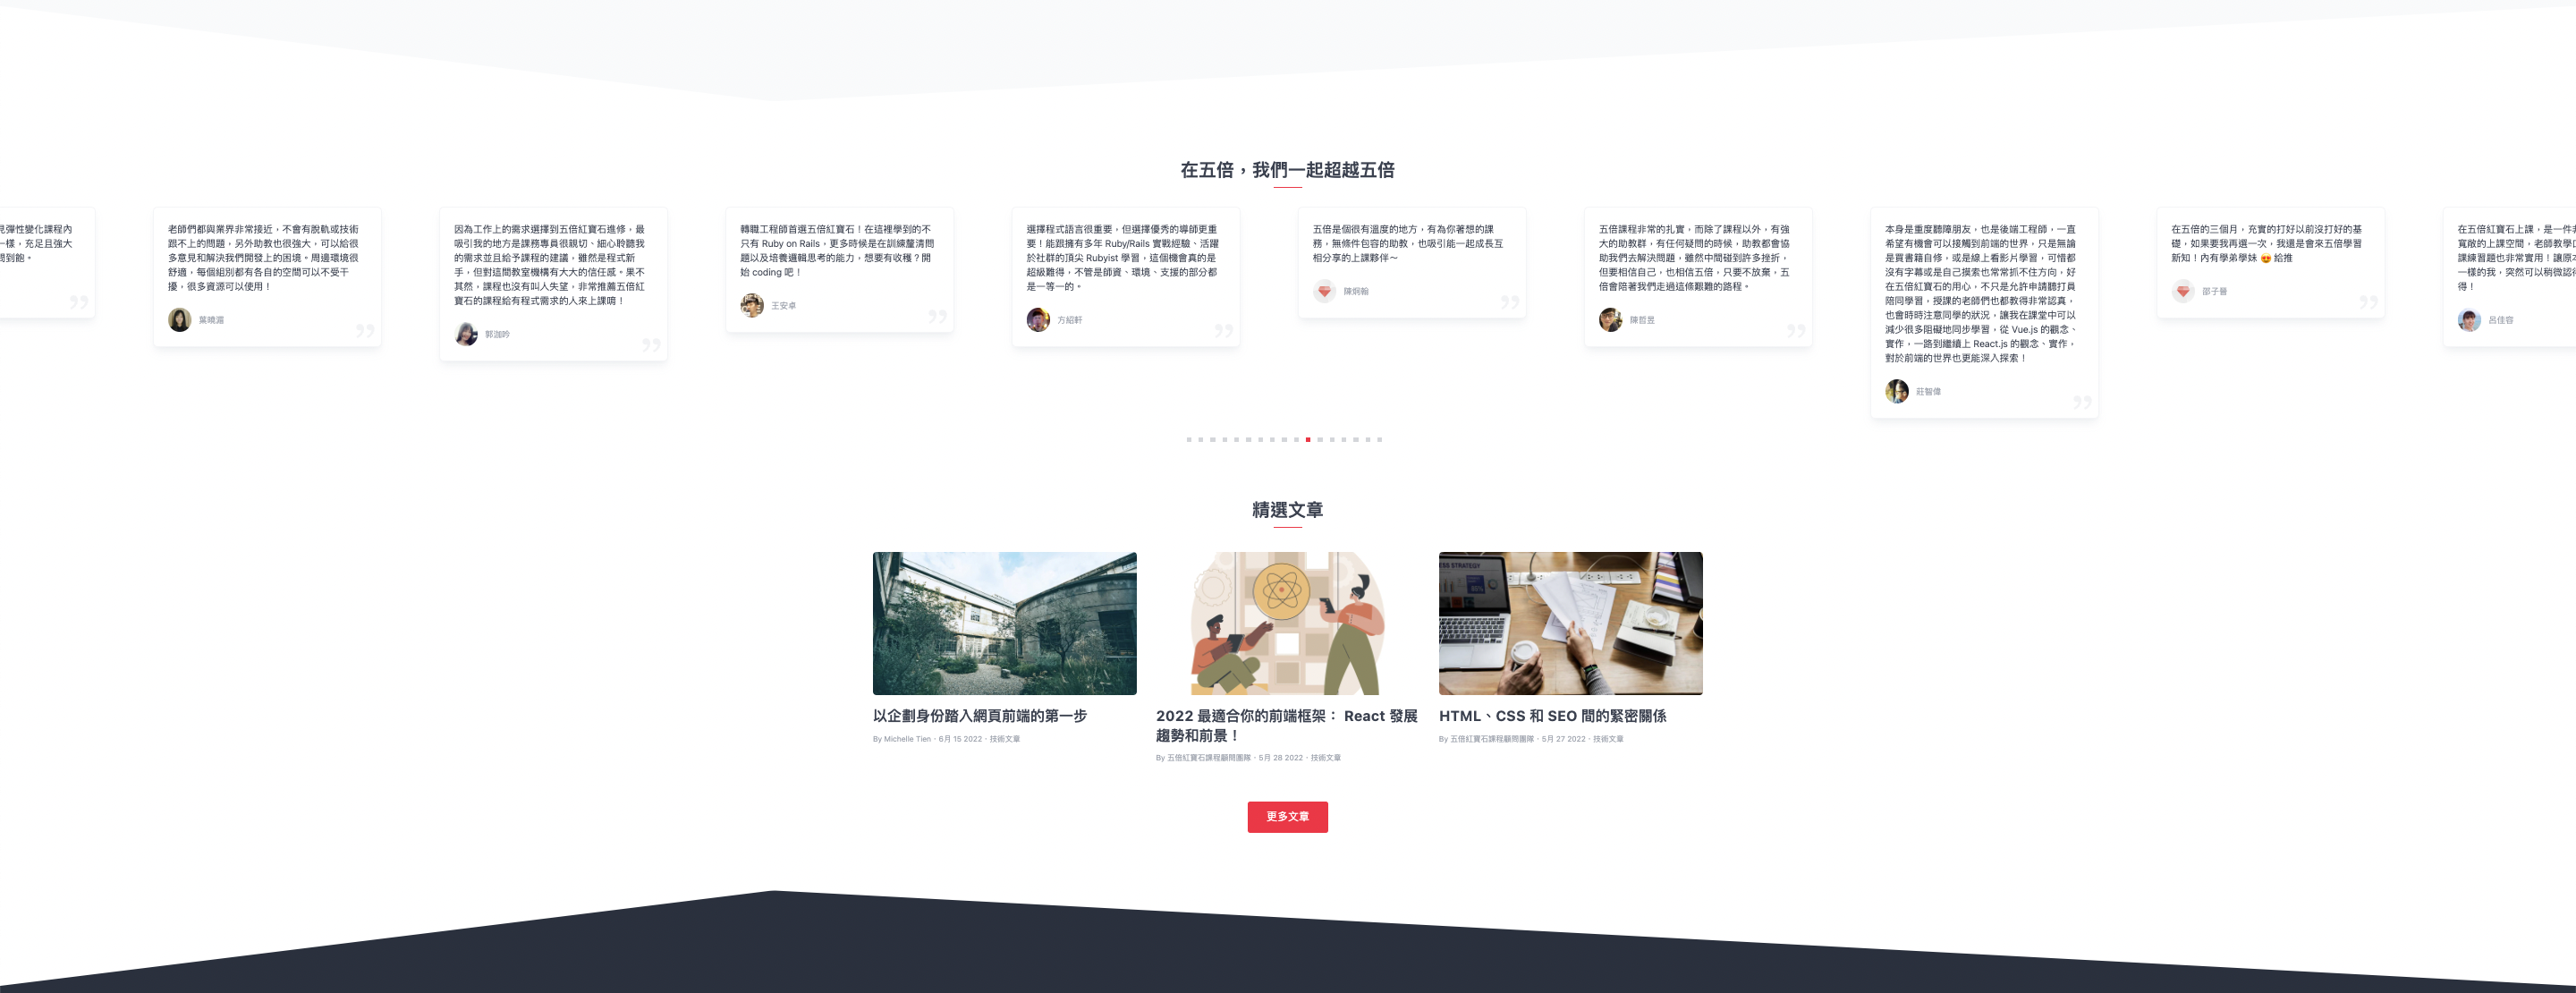 在五倍，我們一起超越五倍
見彈性變化課程內
一樣，充足且強大
問到飽。
老師們都與業界非常接近，不會有脫軌或技術
跟不上的問題，另外助教也很強大，可以給很
多意見和解決我們開發上的困境。周邊環境很
舒適，每個組別都有各自的空間可以不受干
擾，很多資源可以使用！
葉曉潞
因為工作上的需求選擇到五倍紅寶石進修，最
吸引我的地方是課務專員很親切、細心聆聽我
的需求並且給予課程的建議，雖然是程式新
手，但對這間教室機構有大大的信任感。果不
其然，課程也沒有叫人失望，非常推薦五倍紅
寶石的課程給有程式需求的人來上課唷！
郭珈吟
轉職工程師首選五倍紅寶石！在這裡學到的不
只有 Ruby on Rails，更多時候是在訓練釐清問
題以及培養邏輯思考的能力，想要有收穫？開
始 coding 吧！
王安卓
選擇程式語言很重要，但選擇優秀的導師更重
要！能跟擁有多年 Ruby/Rails 實戰經驗、活躍
於社群的頂尖 Rubyist 學習，這個機會真的是
超級難得，不管是師資、環境、支援的部分都
是一等一的。
方紹軒
五倍是個很有溫度的地方，有為你著想的課
務，無條件包容的助教，也吸引能一起成長互
相分享的上課夥伴～
陳炯翰
五倍課程非常的扎實，而除了課程以外，有強
大的助教群，有任何疑問的時候，助教都會協
助我們去解決問題，雖然中間碰到許多挫折，
但要相信自己，也相信五倍，只要不放棄，五
倍會陪著我們走過這條艱難的路程。
陳哲昱
本身是重度聽障朋友，也是後端工程師，一直
希望有機會可以接觸到前端的世界，只是無論
是買書籍自修，或是線上看影片學習，可惜都
沒有字幕或是自己摸索也常常抓不住方向，好
在五倍紅寶石的用心，不只是允許申請聽打員
陪同學習，授課的老師們也都教得非常認真，
也會時時注意同學的狀況，讓我在課堂中可以
減少很多阻礙地同步學習，從 Vue.js 的觀念、
實作，一路到繼續上 React.js 的觀念、實作，
對於前端的世界也更能深入探索！
莊智偉
在五倍的三個月，充實的打好以前沒打好的基
礎，如果要我再選一次，我還是會來五倍學習
新知！內有學弟學妹 😍 給推
邵子醫
在五倍紅寶石上課，是一件非
寬敞的上課空間，老師教學
課練習題也非常實用！讓原本
一樣的我，突然可以稍微認得
得！
呂佳容
精選文章
以企劃身份踏入網頁前端的第一步
By Michelle Tien・6月 15 2022・技術文章
2022 最適合你的前端框架： React 發展
趨勢和前景！
By 五倍紅寶石課程顧問團隊・5月 28 2022・技術文章
HTML、CSS 和 SEO 間的緊密關係
By 五倍紅寶石課程顧問團隊・5月 27 2022・技術文章
更多文章